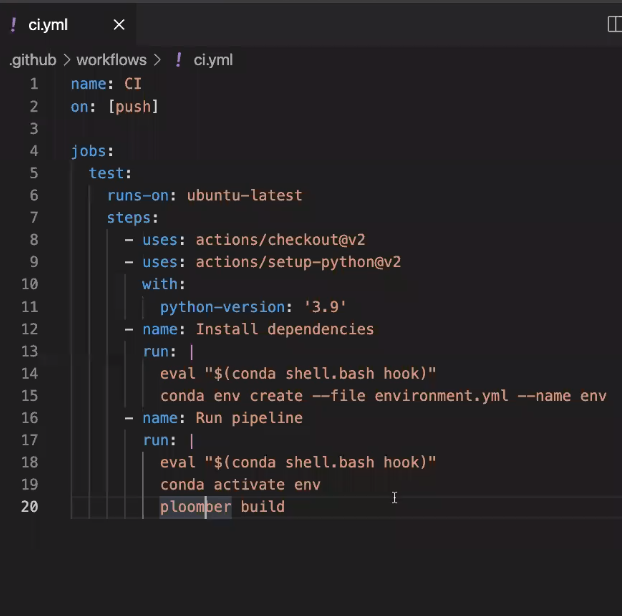 ! ci.yml ×
.github > workflows > ! ci.yml
1 name: CI
2 on: [push]
3
4 jobs:
5 test:
6 runs-on: ubuntu-latest
7 steps:
8 - uses: actions/checkout@v2
9 - uses: actions/setup-python@v2
10 with:
11 python-version: '3.9'
12 - name: Install dependencies
13 run: |
14 eval "$(conda shell.bash hook)"
15 conda env create --file environment.yml --name env
16 - name: Run pipeline
17 run: |
18 eval "$(conda shell.bash hook)"
19 conda activate env
20 ploomber build